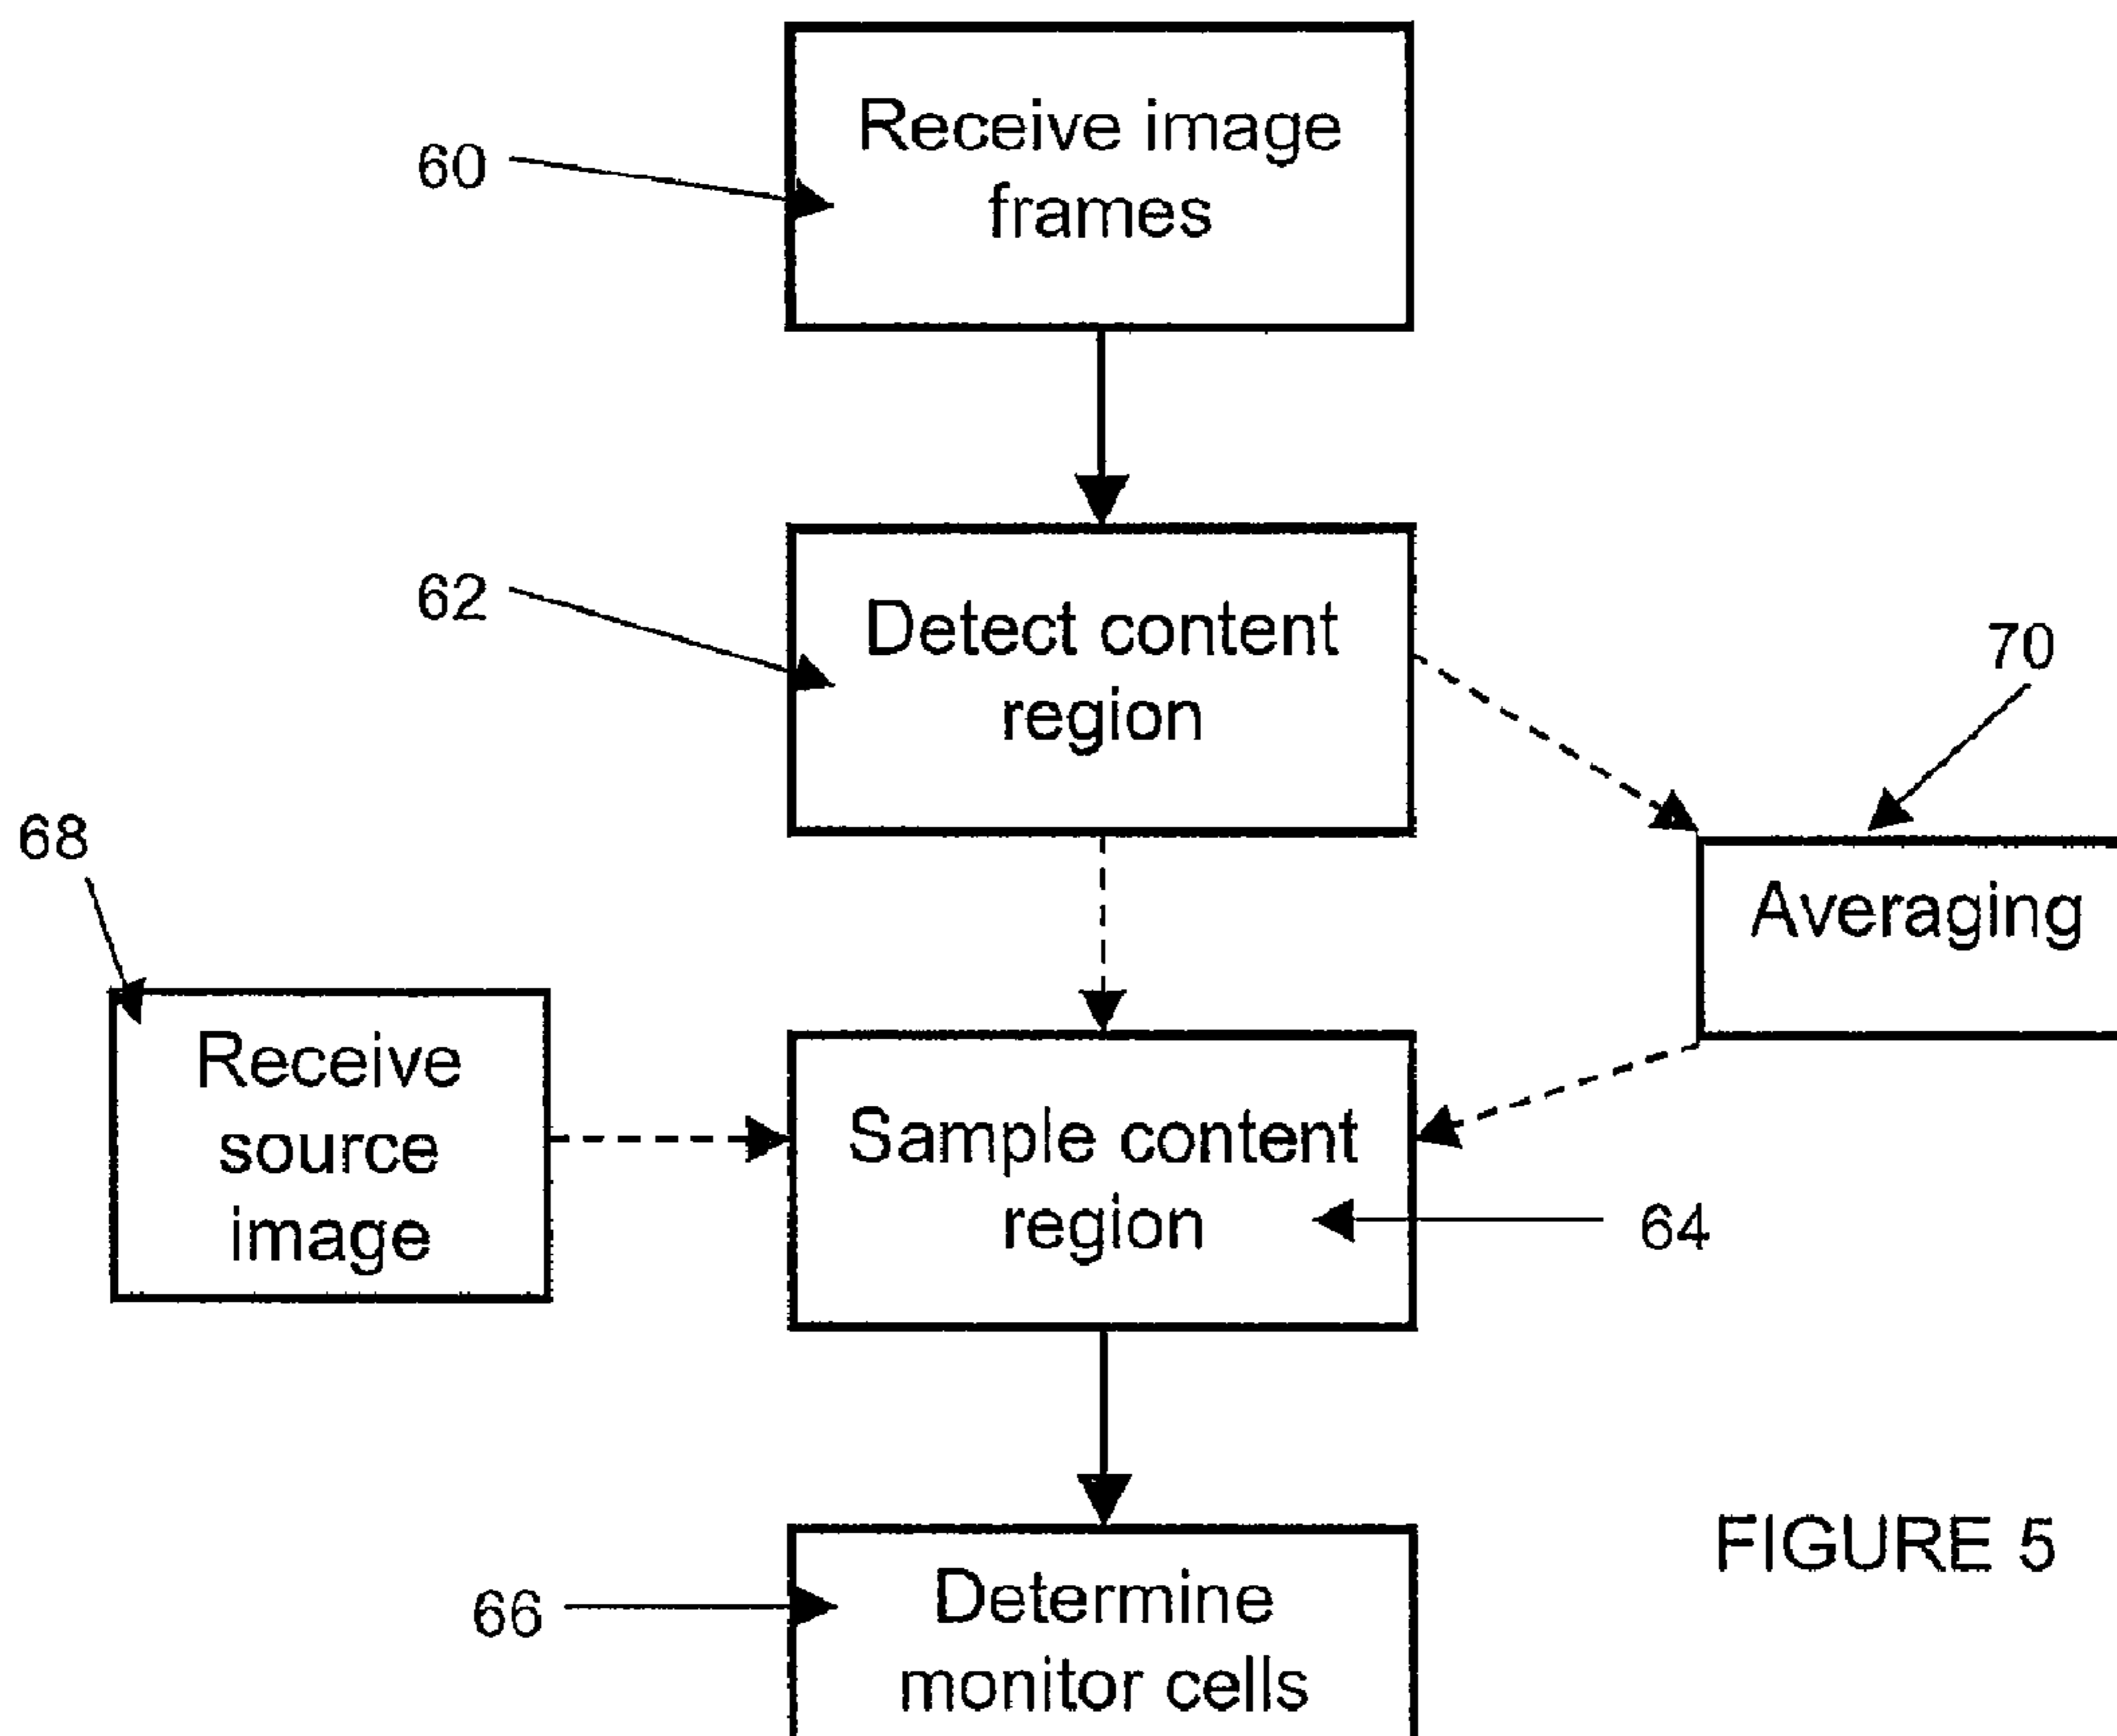 Receive image
frames
60
Detect content
region
62
70
Averaging
68
Receive
source
image
Sample content
region
64
66
Determine
monitor cells
FIGURE 5